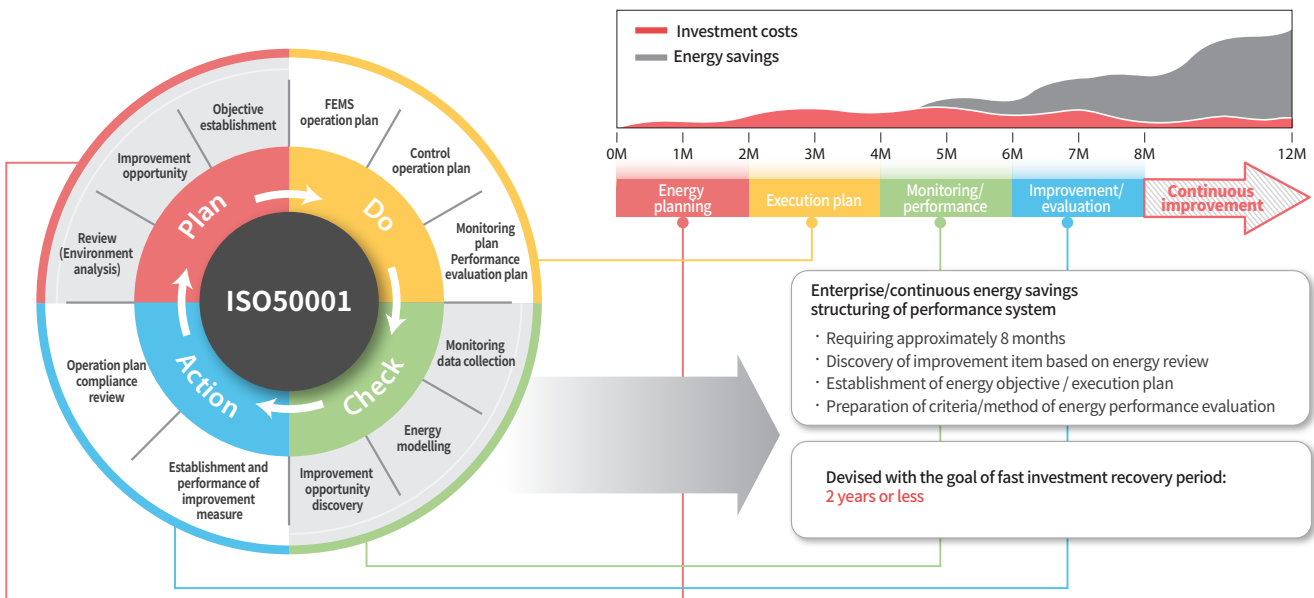 Investment costs
Energy savings
0M
1M
2M
3M
4M
5M
6M
7M
8M
12M
Energy
planning
Execution plan
Monitoring/
performance
Improvement/
evaluation
Continuous
improvement
Objective
establishment
Improvement
opportunity
Review
(Environment
analysis)
FEMS
operation plan
Control
operation plan
Monitoring
plan
Performance
evaluation plan
Plan
Do
ISO50001
Action
Check
Monitoring
data collection
Energy
modelling
Improvement
opportunity
discovery
Operation plan
compliance
review
Establishment and
performance of
improvement
measure
Enterprise/continuous energy savings
structuring of performance system
· Requiring approximately 8 months
· Discovery of improvement item based on energy review
· Establishment of energy objective / execution plan
· Preparation of criteria/method of energy performance evaluation
Devised with the goal of fast investment recovery period:
2 years or less